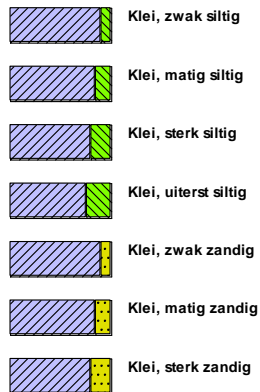 Klei, zwak siltig
Klei, matig siltig
Klei, sterk siltig
Klei, uiterst siltig
Klei, zwak zandig
Klei, matig zandig
Klei, sterk zandig